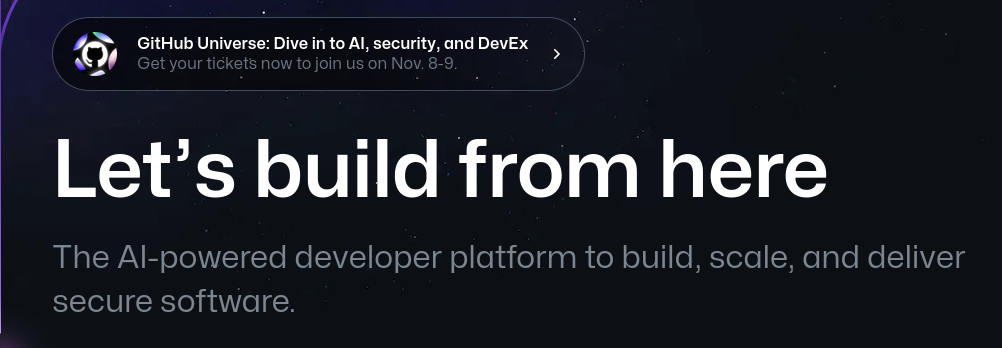 GitHub Universe: Dive in to AI, security, and DevEx
Get your tickets now to join us on Nov. 8-9.
Let’s build from here
The AI-powered developer platform to build, scale, and deliver
secure software.